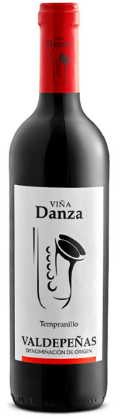 VIÑA
Danza
Tempranillo
VALDEPEÑAS
DENOMINACIÓN DE ORIGEN